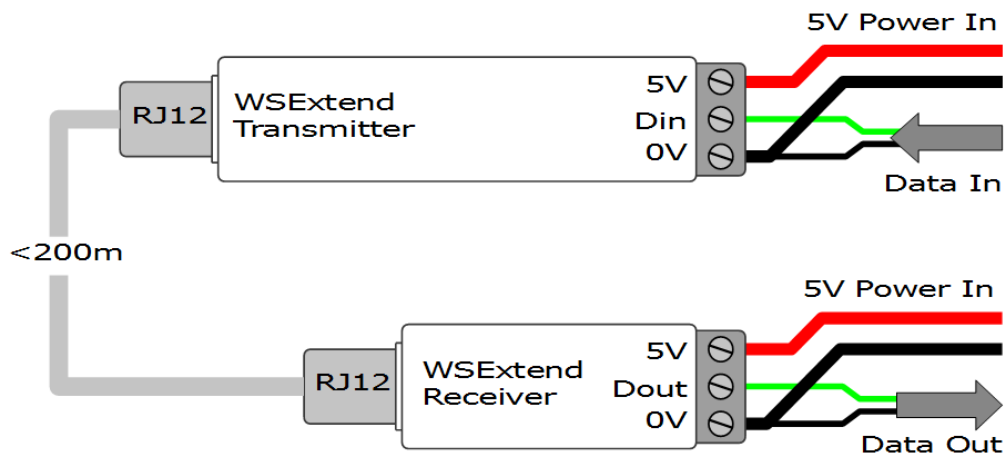 5V Power In
5V
RJ12
WSExtend
Transmitter
Din
0V
Data In
<200m
5V Power In
5V
RJ12
WSExtend
Receiver
Dout
0V
Data Out